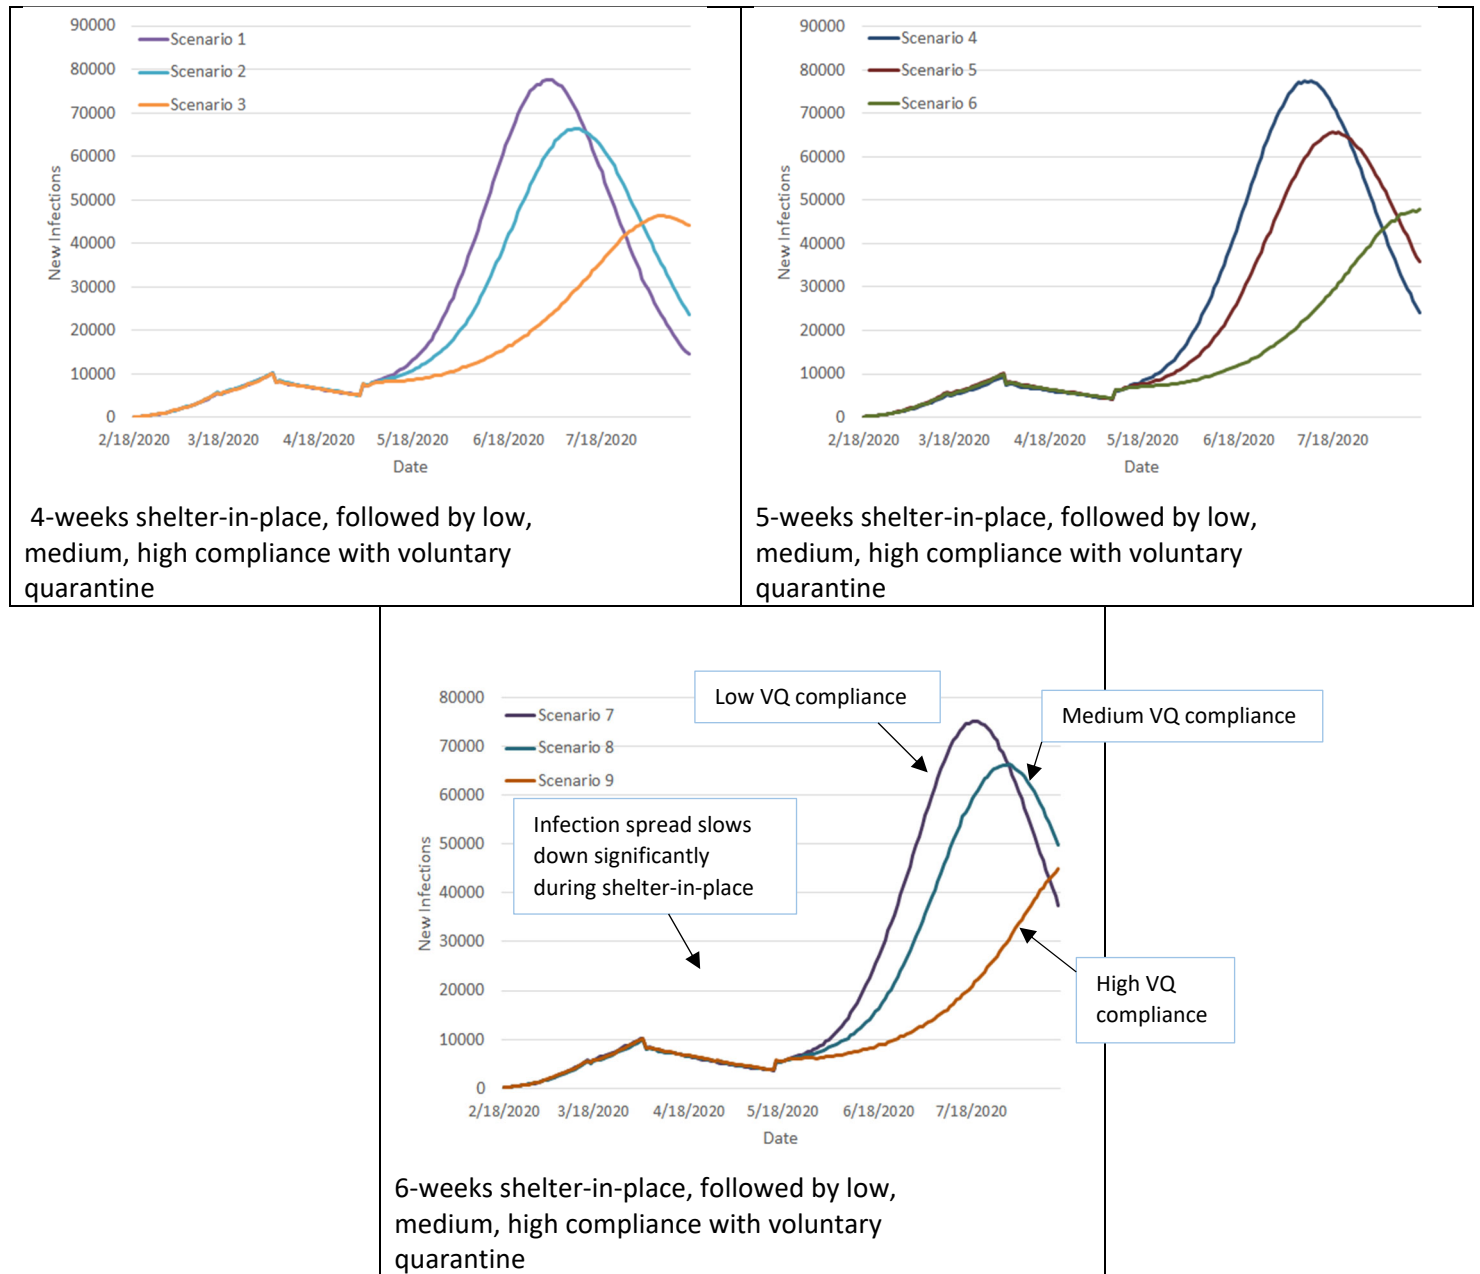 90000
80000
70000
60000
50000
40000
30000
20000
10000
0
New Infections
Scenario 1
Scenario 2
Scenario 3
2/18/2020 3/18/2020 4/18/2020 5/18/2020 6/18/2020 7/18/2020
Date
4-weeks shelter-in-place, followed by low,
medium, high compliance with voluntary
quarantine
90000
80000
70000
60000
50000
40000
30000
20000
10000
0
New Infections
Scenario 4
Scenario 5
Scenario 6
2/18/2020 3/18/2020 4/18/2020 5/18/2020 6/18/2020 7/18/2020
Date
5-weeks shelter-in-place, followed by low,
medium, high compliance with voluntary
quarantine
80000
70000
60000
50000
40000
30000
20000
10000
0
New Infections
Scenario 7
Scenario 8
Scenario 9
Low VQ compliance
Medium VQ compliance
Infection spread slows
down significantly
during shelter-in-place
High VQ
compliance
2/18/2020 3/18/2020 4/18/2020 5/18/2020 6/18/2020 7/18/2020
Date
6-weeks shelter-in-place, followed by low,
medium, high compliance with voluntary
quarantine